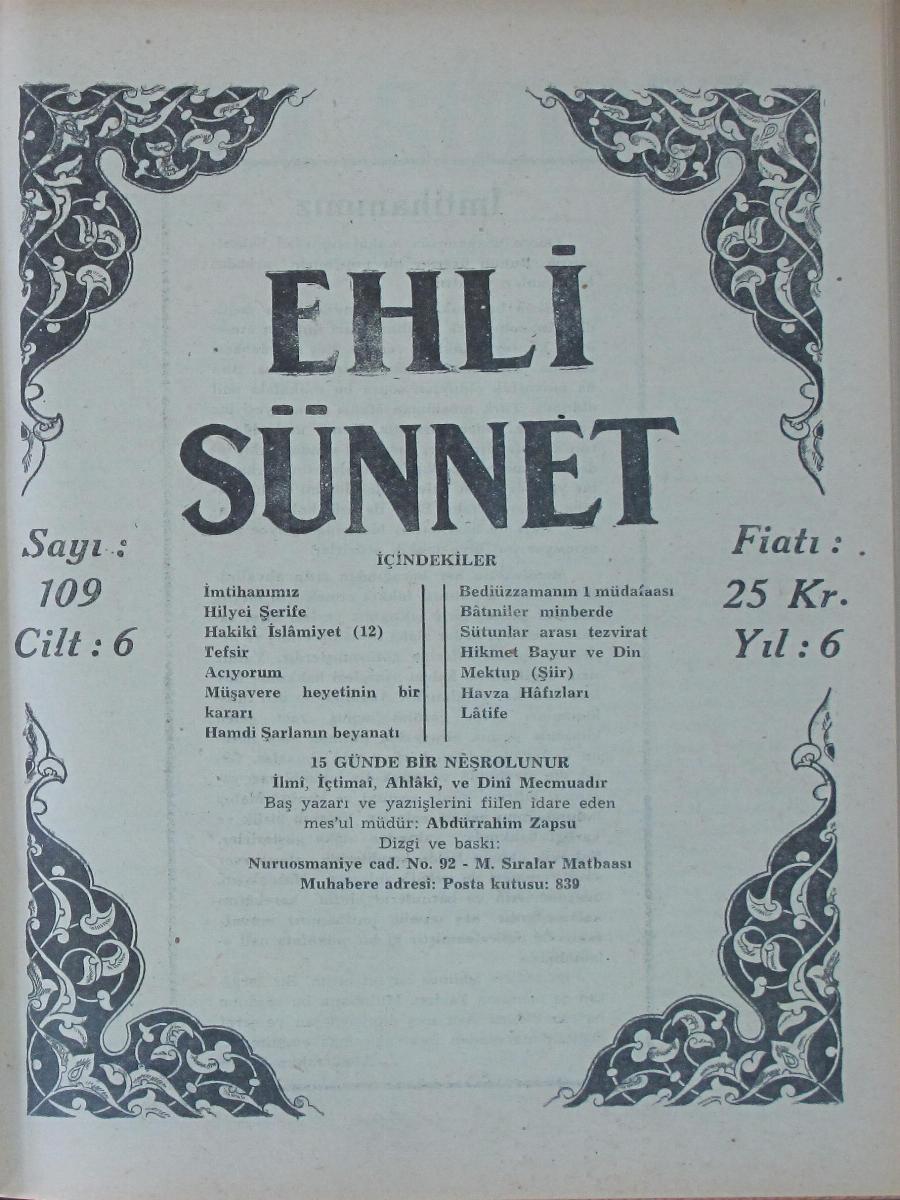 EHLİ
SÜNNET
Sayı :
109
Cilt : 6
Fiatı :
25 Kr.
Yıl : 6
İÇİNDEKİLER
İmtihanımız
Hilyei Şerife
Hakikî İslâmiyet (12)
Tefsir
Acıyorum
Müşavere heyetinin bir
kararı
Hamdi Şarlanın beyanatı
Bediüzzamanın 1 müdafaası
Bâtıniler minberde
Sütunlar arası tezvirat
Hikmet Bayur ve Din
Mektup (Şiir)
Havza Hâfızları
Lâtife
15 GÜNDE BİR NEŞROLUNUR
İlmî, İçtimaî, Ahlâkî, ve Dinî Mecmuadır
Baş yazarı ve yazıişlerini fiilen idare eden
mes'ul müdür: Abdürrahim Zapsu
Dizgi ve baskı:
Nuruosmaniye cad. No. 92 - M. Sıralar Matbaası
Muhabere adresi: Posta kutusu: 839
İmtihanımız